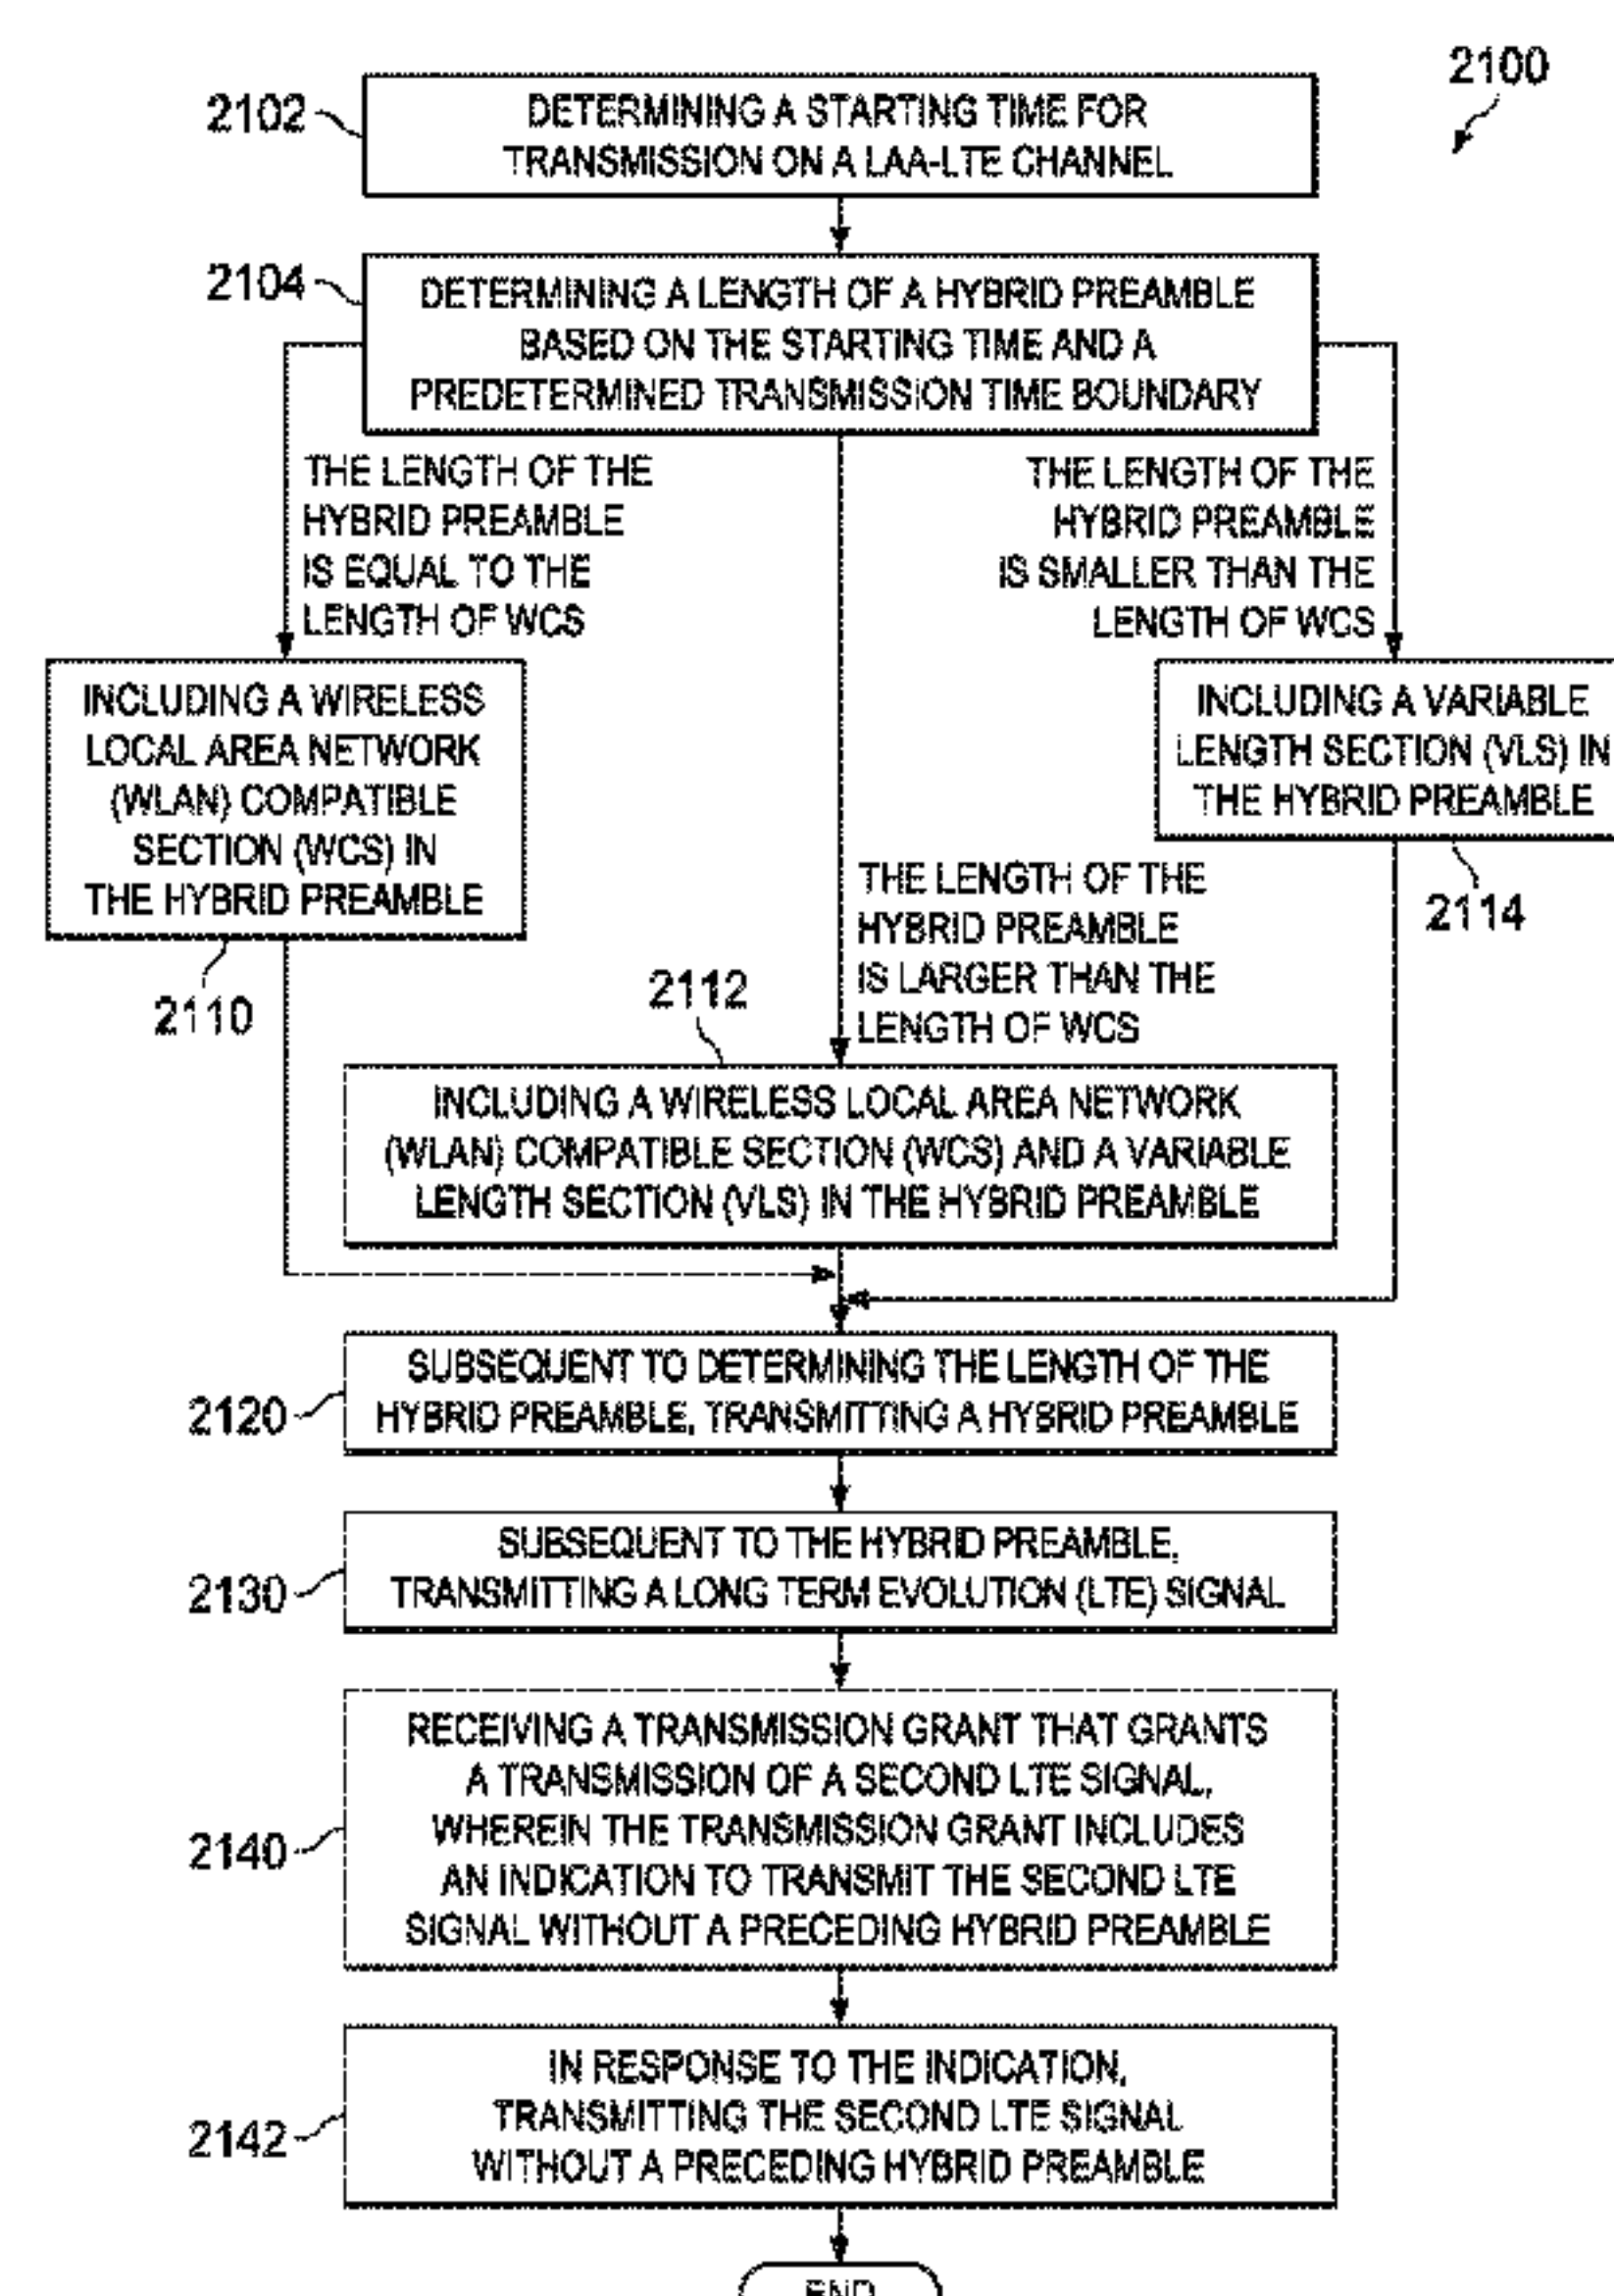 2100
2102
DETERMINING A STARTING TIME FOR
TRANSMISSION ON A LAA-LTE CHANNEL
2104
DETERMINING A LENGTH OF A HYBRID PREAMBLE
BASED ON THE STARTING TIME AND A
PREDETERMINED TRANSMISSION TIME BOUNDARY
THE LENGTH OF THE
HYBRID PREAMBLE
IS EQUAL TO THE
LENGTH OF WCS
THE LENGTH OF THE
HYBRID PREAMBLE
IS SMALLER THAN THE
LENGTH OF WCS
INCLUDING A WIRELESS
LOCAL AREA NETWORK
(WLAN) COMPATIBLE
SECTION (WCS) IN
THE HYBRID PREAMBLE
2110
INCLUDING A VARIABLE
LENGTH SECTION (VLS) IN
THE HYBRID PREAMBLE
2114
THE LENGTH OF THE
HYBRID PREAMBLE
IS LARGER THAN THE
LENGTH OF WCS
2112
INCLUDING A WIRELESS LOCAL AREA NETWORK
(WLAN) COMPATIBLE SECTION (WCS) AND A VARIABLE
LENGTH SECTION (VLS) IN THE HYBRID PREAMBLE
2120
SUBSEQUENT TO DETERMINING THE LENGTH OF THE
HYBRID PREAMBLE, TRANSMITTING A HYBRID PREAMBLE
2130
SUBSEQUENT TO THE HYBRID PREAMBLE,
TRANSMITTING A LONG TERM EVOLUTION (LTE) SIGNAL
2140
RECEIVING A TRANSMISSION GRANT THAT GRANTS
A TRANSMISSION OF A SECOND LTE SIGNAL,
WHEREIN THE TRANSMISSION GRANT INCLUDES
AN INDICATION TO TRANSMIT THE SECOND LTE
SIGNAL WITHOUT A PRECEDING HYBRID PREAMBLE
2142
IN RESPONSE TO THE INDICATION,
TRANSMITTING THE SECOND LTE SIGNAL
WITHOUT A PRECEDING HYBRID PREAMBLE
END